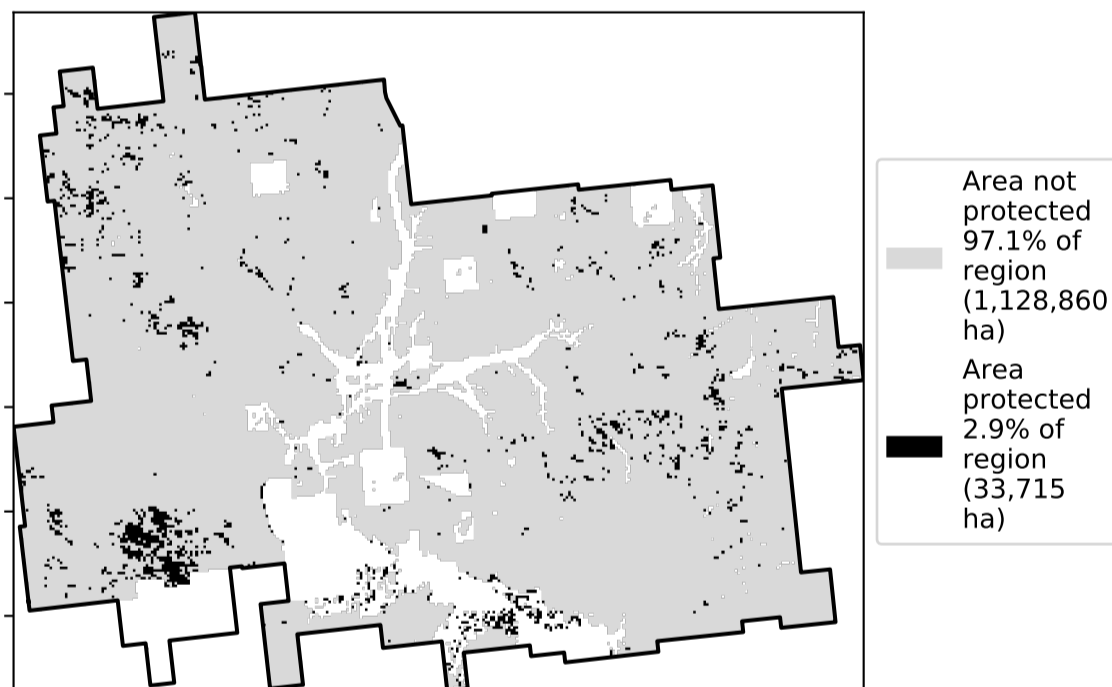 Area not
protected
97.1% of
region
(1,128,860
ha)
Area
protected
2.9% of
region
(33,715
ha)